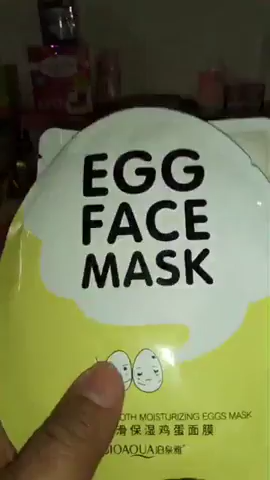 EGG
FACE
MASK
OTH MOISTURIZING EGGS MASK
滑保湿鸡蛋面膜
BIOAQUA泊泉雅